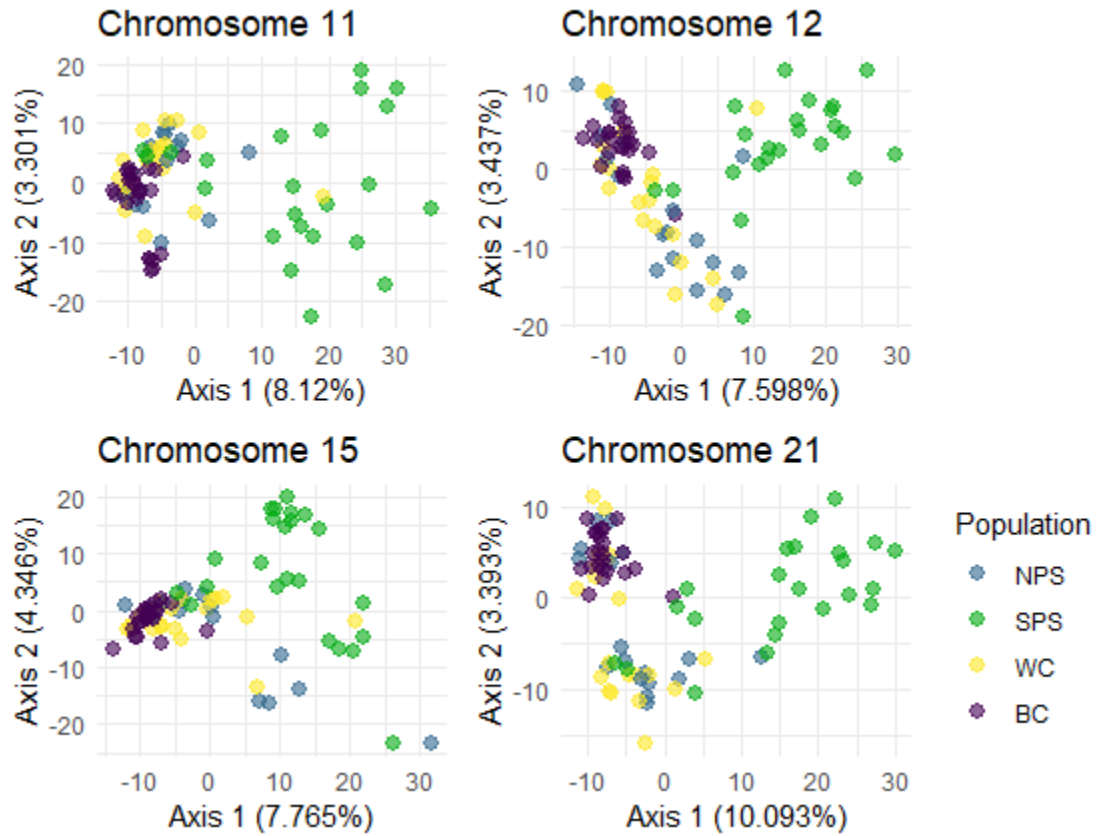 Chromosome 11
20
10
0
-10
-20
Axis 2 (3.301%)
-10 0 10 20 30
Axis 1 (8.12%)
Chromosome 12
10
0
-10
-20
Axis 2 (3.437%)
-10 0 10 20 30
Axis 1 (7.598%)
Chromosome 15
20
10
0
-10
-20
Axis 2 (4.346%)
-10 0 10 20 30
Axis 1 (7.765%)
Chromosome 21
10
0
-10
Axis 2 (3.393%)
-10 0 10 20 30
Axis 1 (10.093%)
Population
NPS
SPS
WC
BC